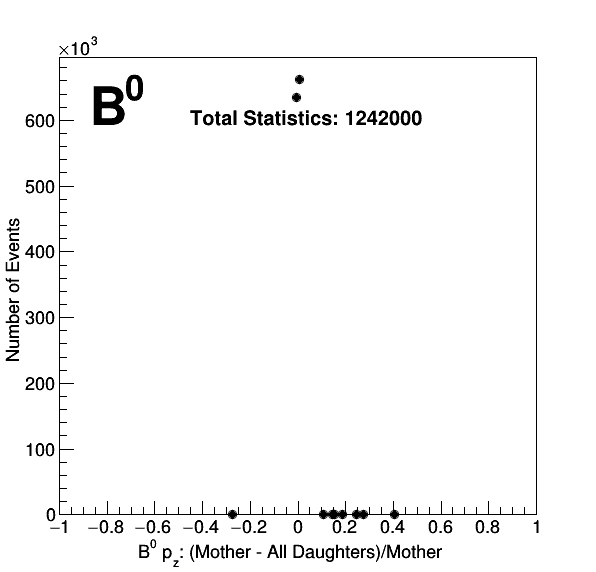 ×10³
B⁰
Total Statistics: 1242000
600
500
400
300
200
100
0
Number of Events
−1 −0.8 −0.6 −0.4 −0.2 0 0.2 0.4 0.6 0.8 1
B⁰ p_z: (Mother - All Daughters)/Mother